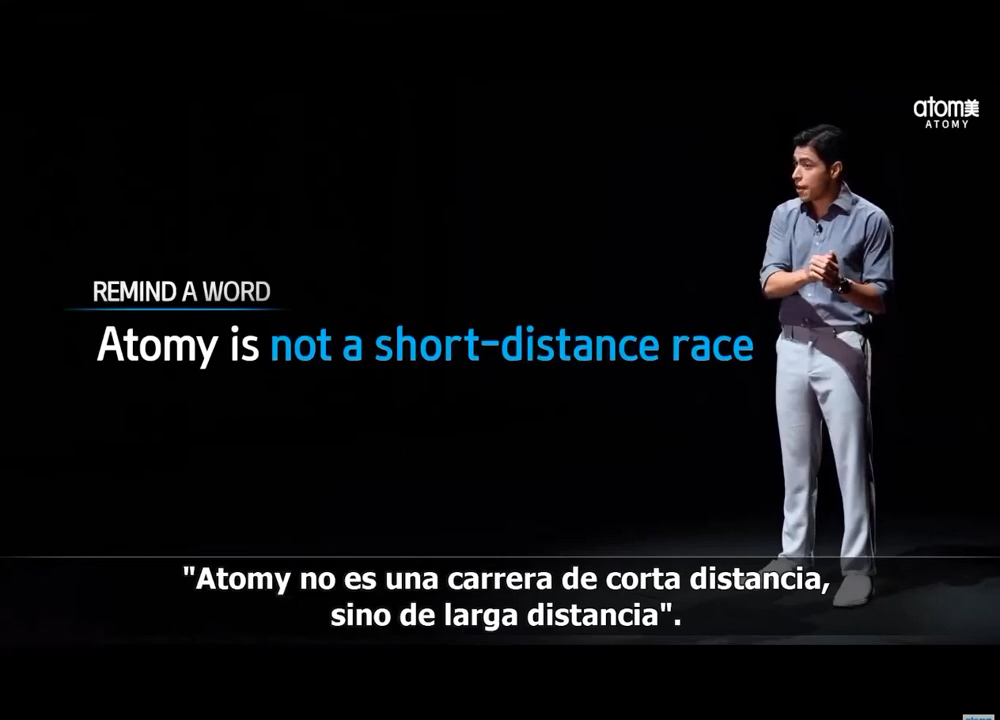 atom美
ATOMY
REMIND A WORD
Atomy is not a short-distance race
"Atomy no es una carrera de corta distancia,
sino de larga distancia".